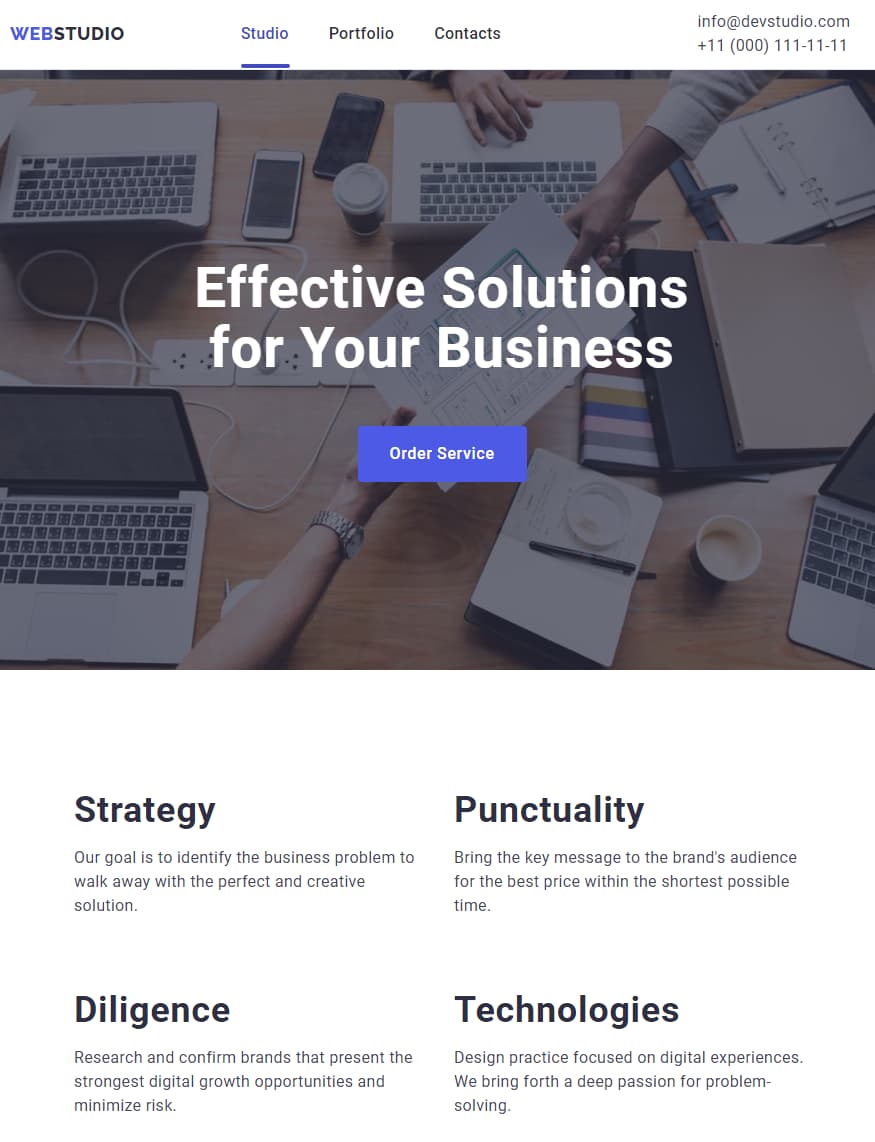 WEBSTUDIO
Studio
Portfolio
Contacts
info@devstudio.com
+11 (000) 111-11-11
Effective Solutions
for Your Business
Order Service
Strategy
Our goal is to identify the business problem to
walk away with the perfect and creative
solution.
Punctuality
Bring the key message to the brand's audience
for the best price within the shortest possible
time.
Diligence
Research and confirm brands that present the
strongest digital growth opportunities and
minimize risk.
Technologies
Design practice focused on digital experiences.
We bring forth a deep passion for problem-
solving.